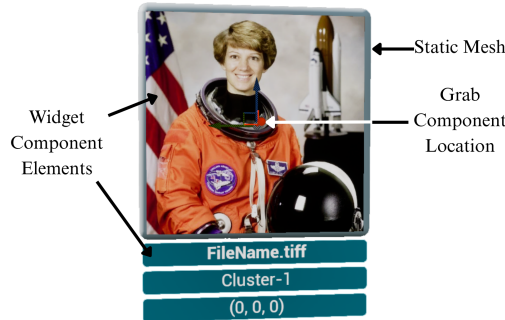 Static Mesh
Grab
Component
Location
Widget
Component
Elements
FileName.tiff
Cluster-1
(0, 0, 0)